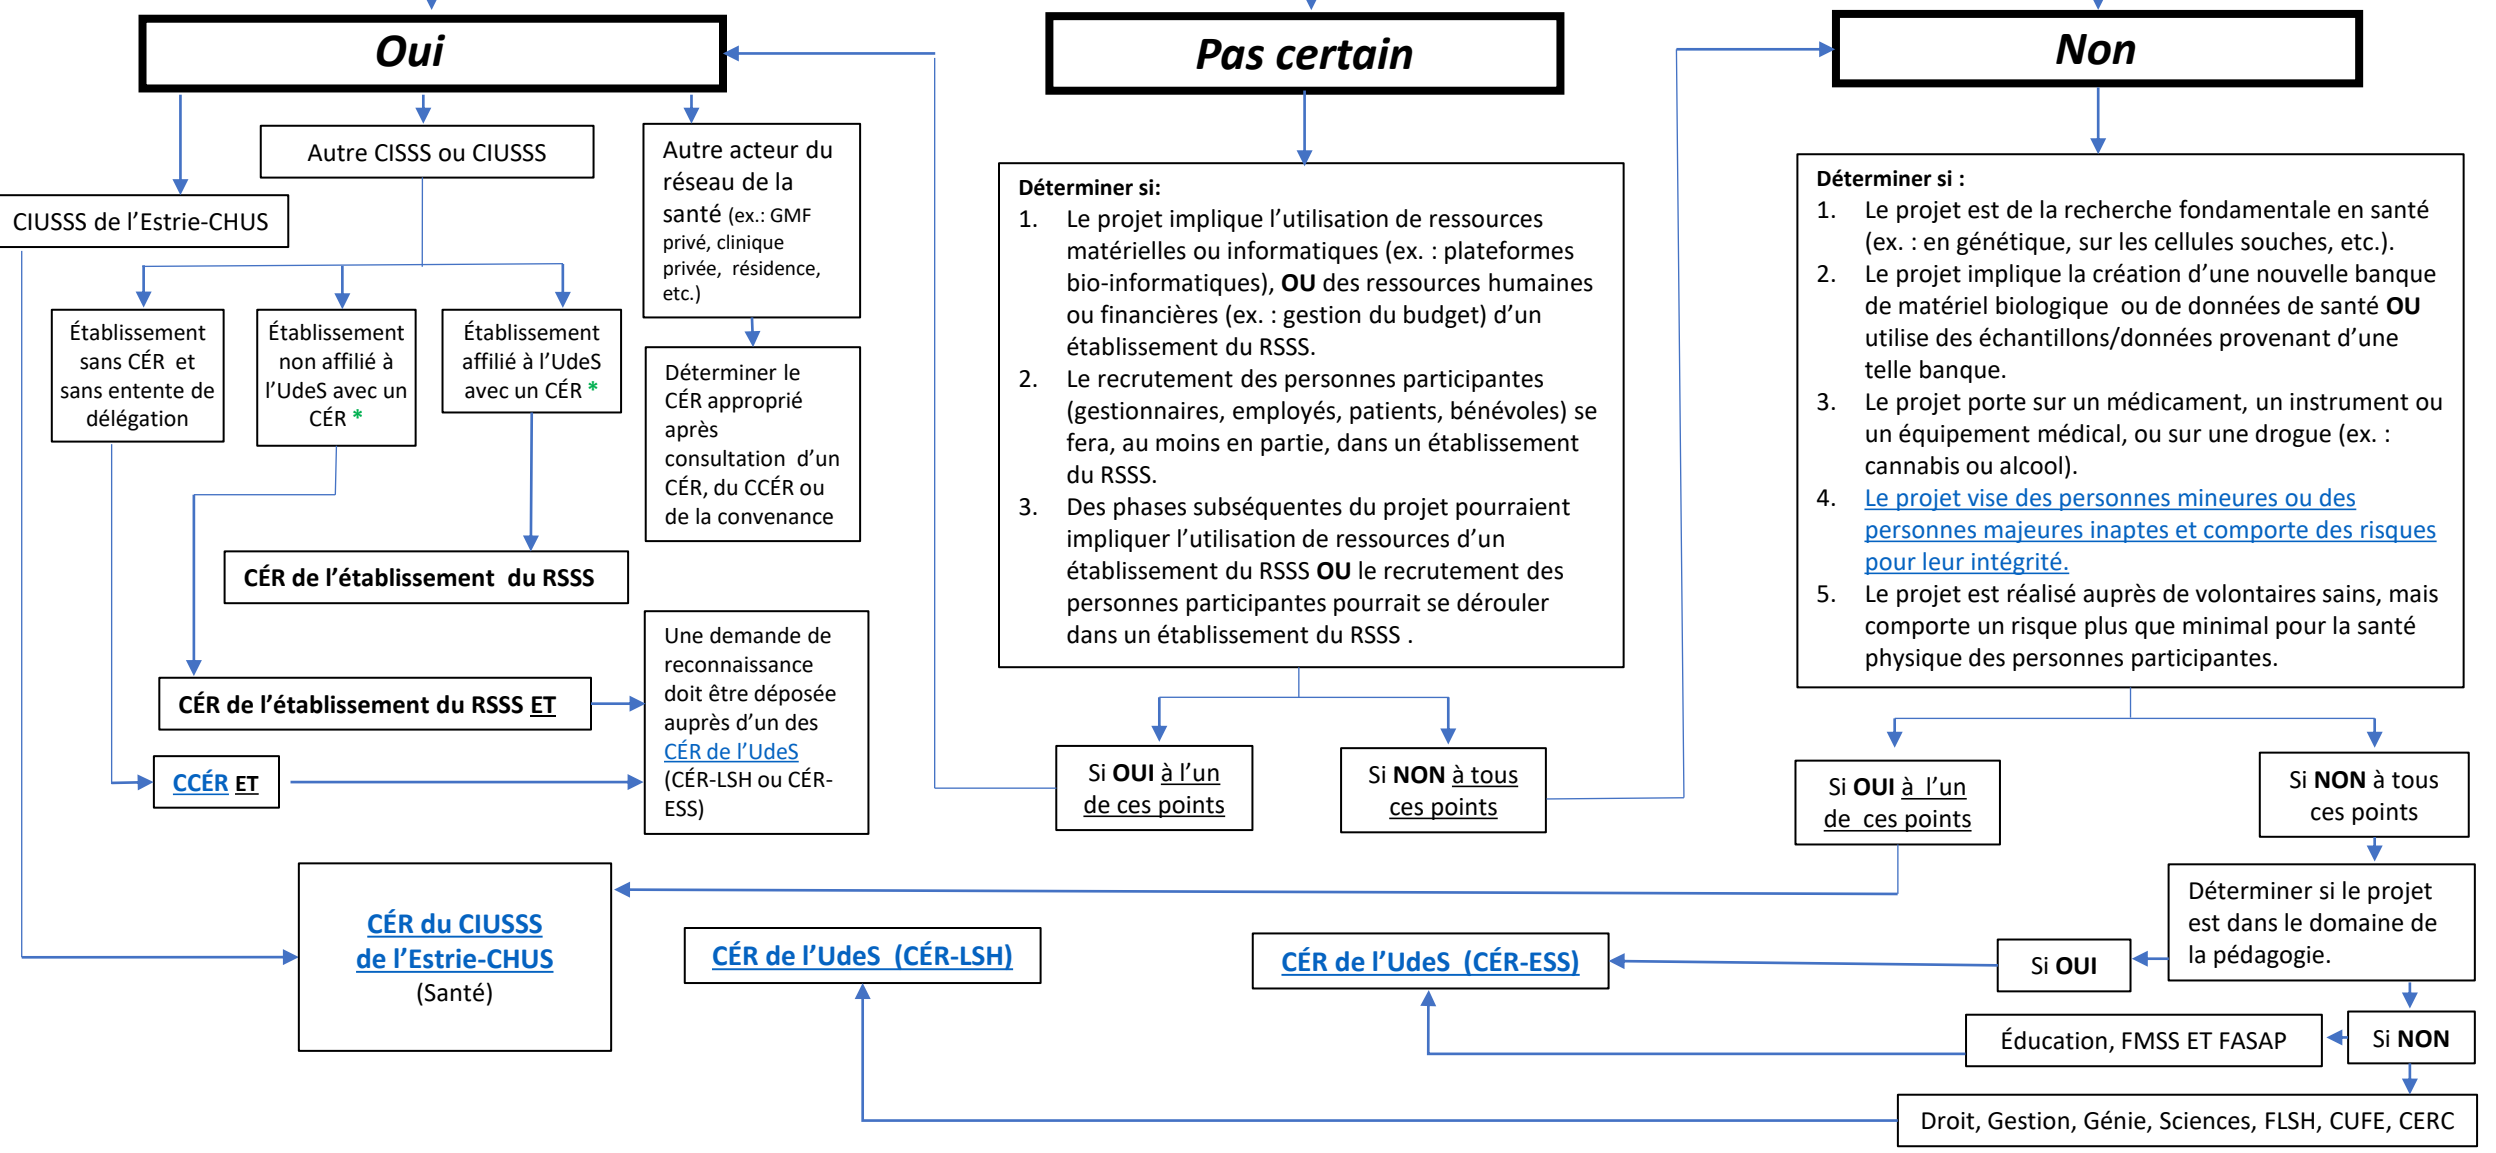 Oui
Pas certain
Non
Autre CISSS ou CIUSSS
CIUSSS de l’Estrie-CHUS
Autre acteur du
réseau de la
santé (ex.: GMF
privé, clinique
privée, résidence,
etc.)
Établissement
sans CÉR et
sans entente de
délégation
Établissement
non affilié à
l’UdeS avec un
CÉR *
Établissement
affilié à l’UdeS
avec un CÉR *
Déterminer le
CÉR approprié
après
consultation d’un
CÉR, du CCÉR ou
de la convenance
CÉR de l’établissement du RSSS
CÉR de l’établissement du RSSS ET
CCÉR ET
Une demande de
reconnaissance
doit être déposée
auprès d’un des
CÉR de l’UdeS
(CÉR-LSH ou CÉR-
ESS)
Déterminer si:
1. Le projet implique l’utilisation de ressources
matérielles ou informatiques (ex. : plateformes
bio-informatiques), OU des ressources humaines
ou financières (ex. : gestion du budget) d’un
établissement du RSSS.
2. Le recrutement des personnes participantes
(gestionnaires, employés, patients, bénévoles) se
fera, au moins en partie, dans un établissement
du RSSS.
3. Des phases subséquentes du projet pourraient
impliquer l’utilisation de ressources d’un
établissement du RSSS OU le recrutement des
personnes participantes pourrait se dérouler
dans un établissement du RSSS .
Si OUI à l’un
de ces points
Si NON à tous
ces points
Déterminer si :
1. Le projet est de la recherche fondamentale en santé
(ex. : en génétique, sur les cellules souches, etc.).
2. Le projet implique la création d’une nouvelle banque
de matériel biologique ou de données de santé OU
utilise des échantillons/données provenant d’une
telle banque.
3. Le projet porte sur un médicament, un instrument ou
un équipement médical, ou sur une drogue (ex. :
cannabis ou alcool).
4. Le projet vise des personnes mineures ou des
personnes majeures inaptes et comporte des risques
pour leur intégrité.
5. Le projet est réalisé auprès de volontaires sains, mais
comporte un risque plus que minimal pour la santé
physique des personnes participantes.
Si OUI à l’un
de ces points
Si NON à tous
ces points
Déterminer si le projet
est dans le domaine de
la pédagogie.
Si OUI
Si NON
Éducation, FMSS ET FASAP
Droit, Gestion, Génie, Sciences, FLSH, CUFE, CERC
CÉR du CIUSSS
de l’Estrie-CHUS
(Santé)
CÉR de l’UdeS (CÉR-LSH)
CÉR de l’UdeS (CÉR-ESS)